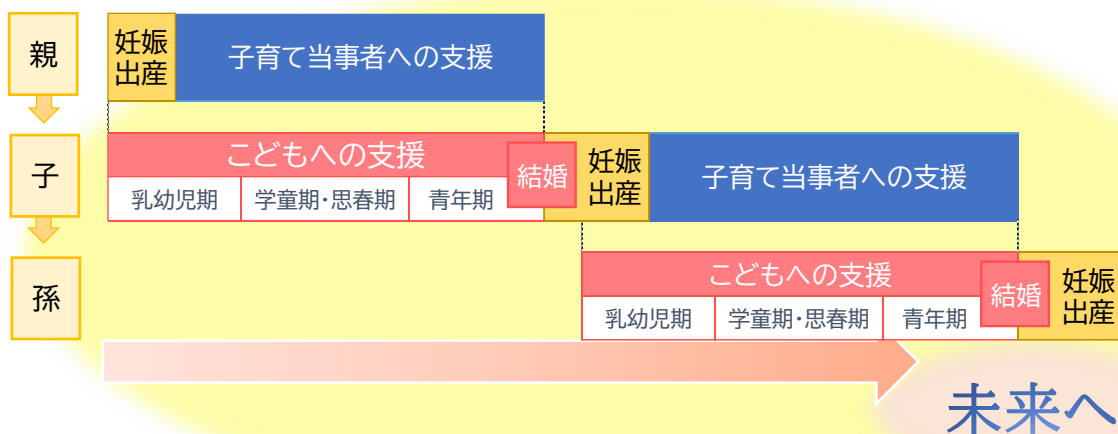 親
妊娠
出産
子育て当事者への支援
子
こどもへの支援
乳幼児期
学童期・思春期
青年期
結婚
妊娠
出産
子育て当事者への支援
孫
こどもへの支援
乳幼児期
学童期・思春期
青年期
結婚
妊娠
出産
未来へ